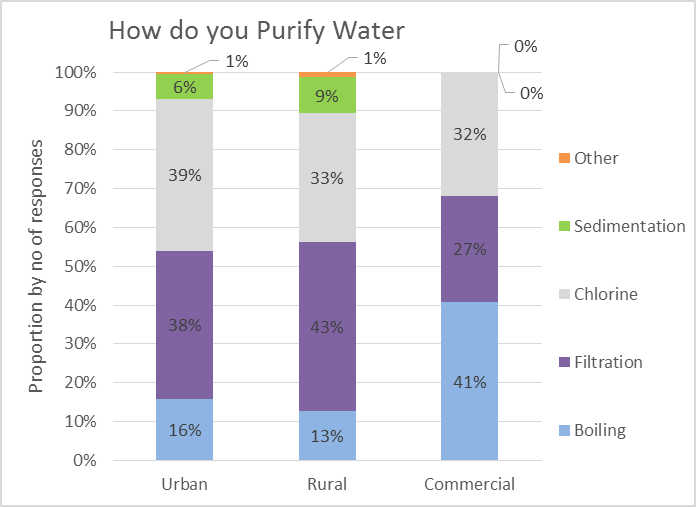 How do you Purify Water
0%
1%
1%
100%
6%
9%
0%
90%
80%
39%
33%
32%
Other
70%
Sedimentation
60%
27%
50%
Chlorine
40%
38%
43%
Filtration
30%
20%
41%
Boiling
10%
16%
13%
0%
Urban
Rural
Commercial
Proportion by no of responses